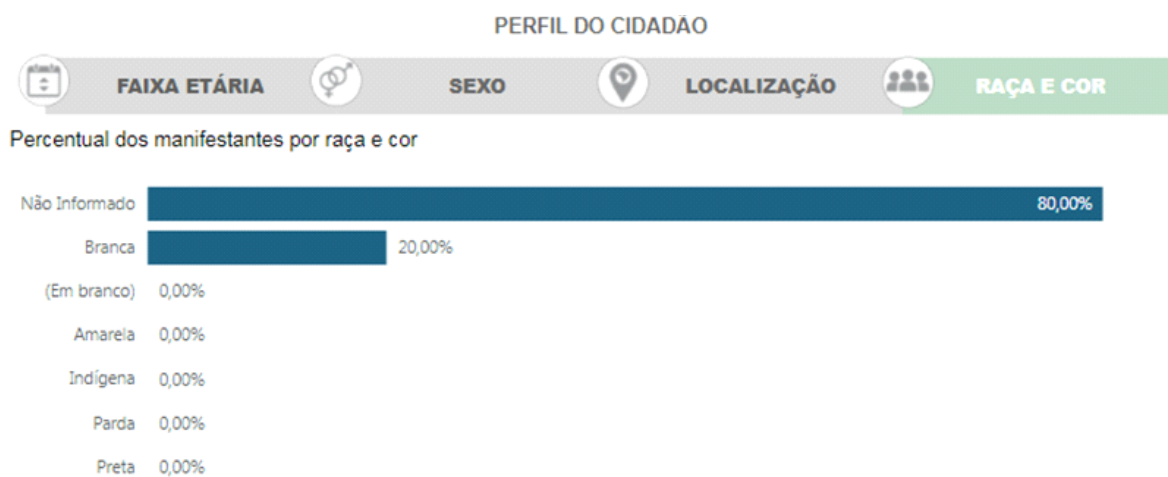 PERFIL DO CIDADÃO
FAIXA ETÁRIA SEXO LOCALIZAÇÃO RAÇA E COR
Percentual dos manifestantes por raça e cor
Não Informado 80,00%
Branca 20,00%
(Em branco) 0,00%
Amarela 0,00%
Indígena 0,00%
Parda 0,00%
Preta 0,00%